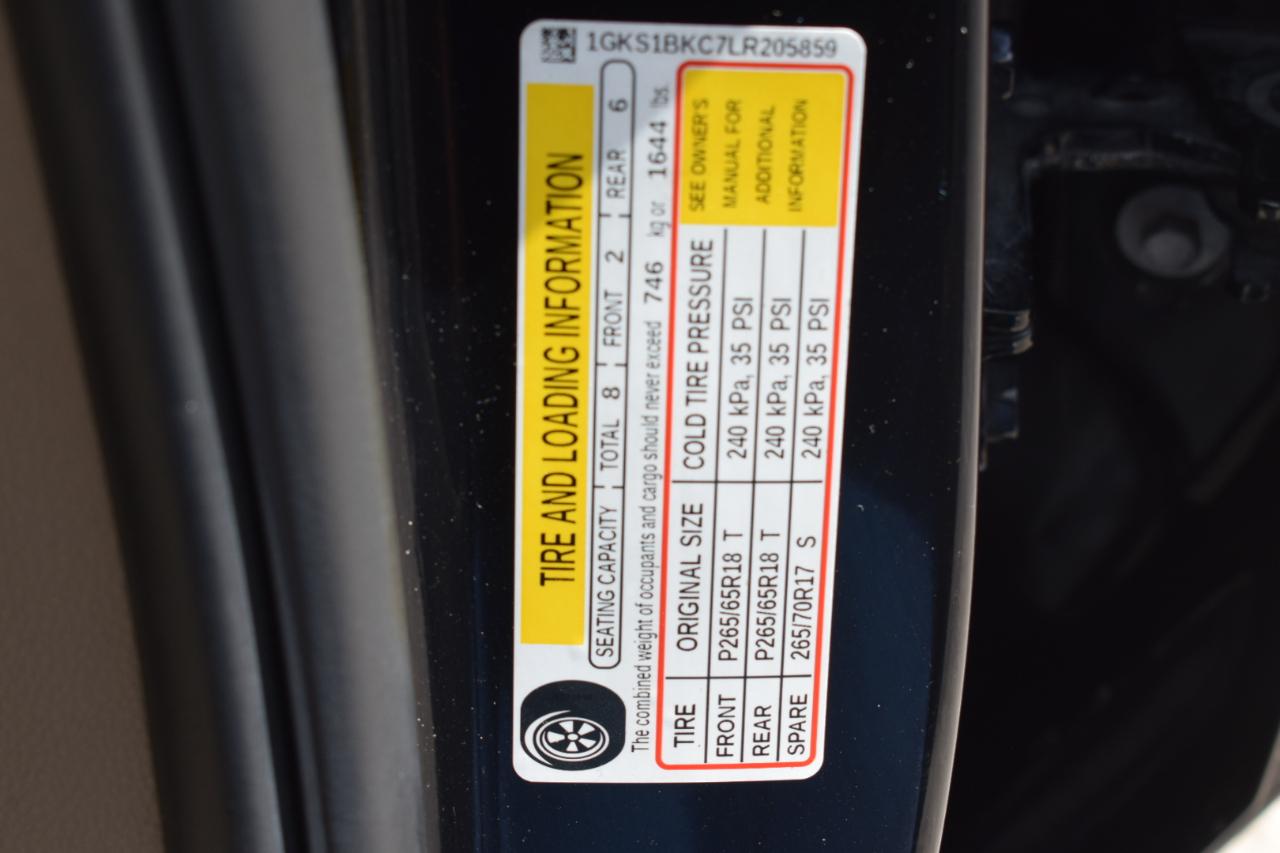 1GKS1BKC7LR205859
TIRE AND LOADING INFORMATION
SEATING CAPACITY TOTAL 8 FRONT 2 REAR 6
The combined weight of occupants and cargo should never exceed 746 kg or 1644 lbs.
TIRE ORIGINAL SIZE COLD TIRE PRESSURE
FRONT P265/65R18 T 240 kPa, 35 PSI
REAR P265/65R18 T 240 kPa, 35 PSI
SPARE 265/70R17 S 240 kPa, 35 PSI
SEE OWNER'S
MANUAL FOR
ADDITIONAL
INFORMATION